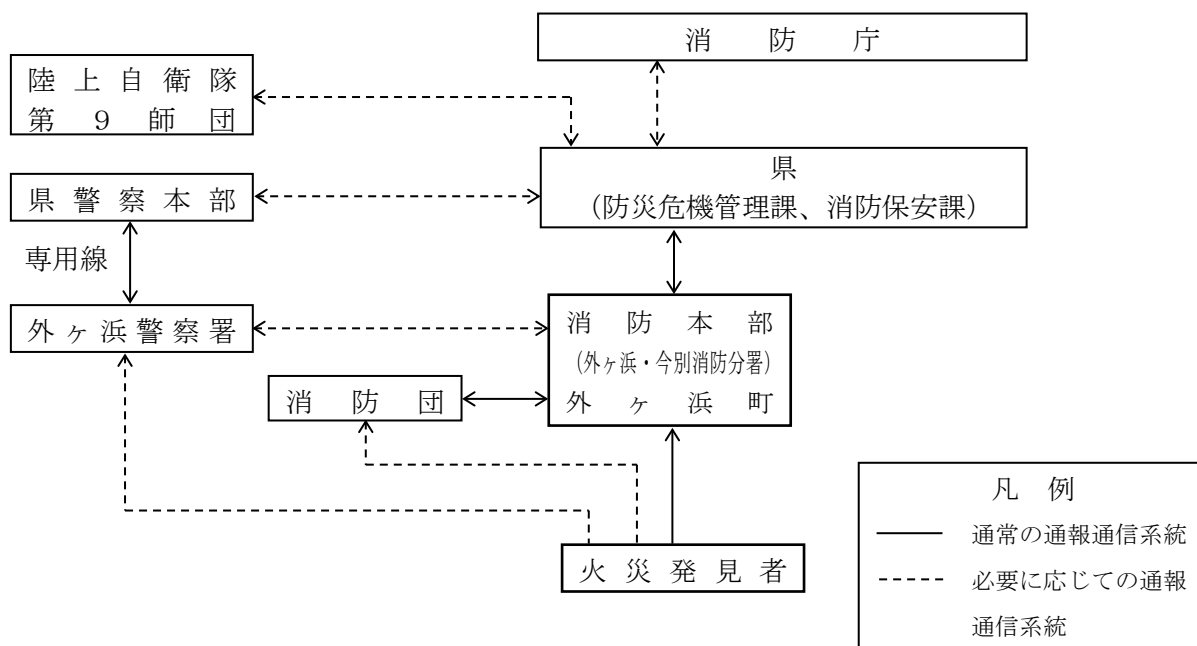 消防庁
陸上自衛隊
第９師団
県
（防災危機管理課、消防保安課）
県警察本部
専用線
外ヶ浜警察署
消防本部
（外ヶ浜・今別消防分署）
外ヶ浜町
消防団
火災発見者
凡例
通常の通報通信系統
必要に応じての通報
通信系統